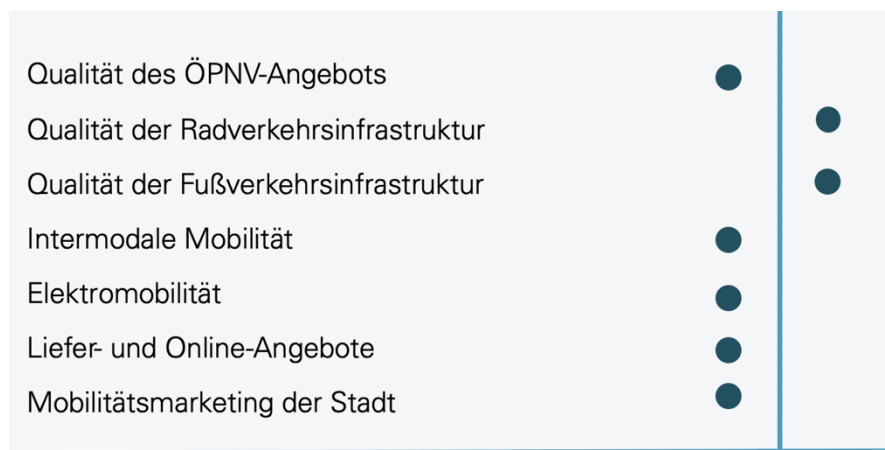 Qualität des ÖPNV-Angebots
Qualität der Radverkehrsinfrastruktur
Qualität der Fußverkehrsinfrastruktur
Intermodale Mobilität
Elektromobilität
Liefer- und Online-Angebote
Mobilitätsmarketing der Stadt